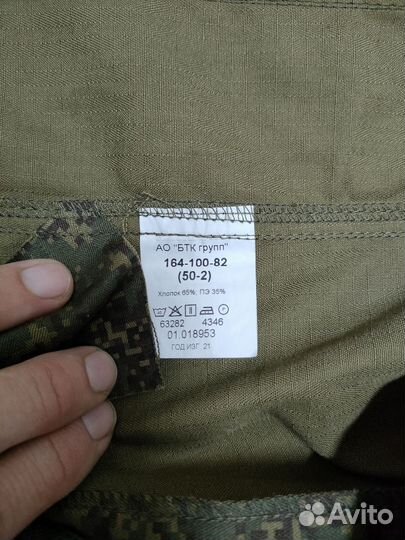 АО "БТК групп"
164-100-82
(50-2)
Хлопок 65%; ПЭ 35%
63282 4346
01.018953
ГОД ИЗГ. 21
Avito